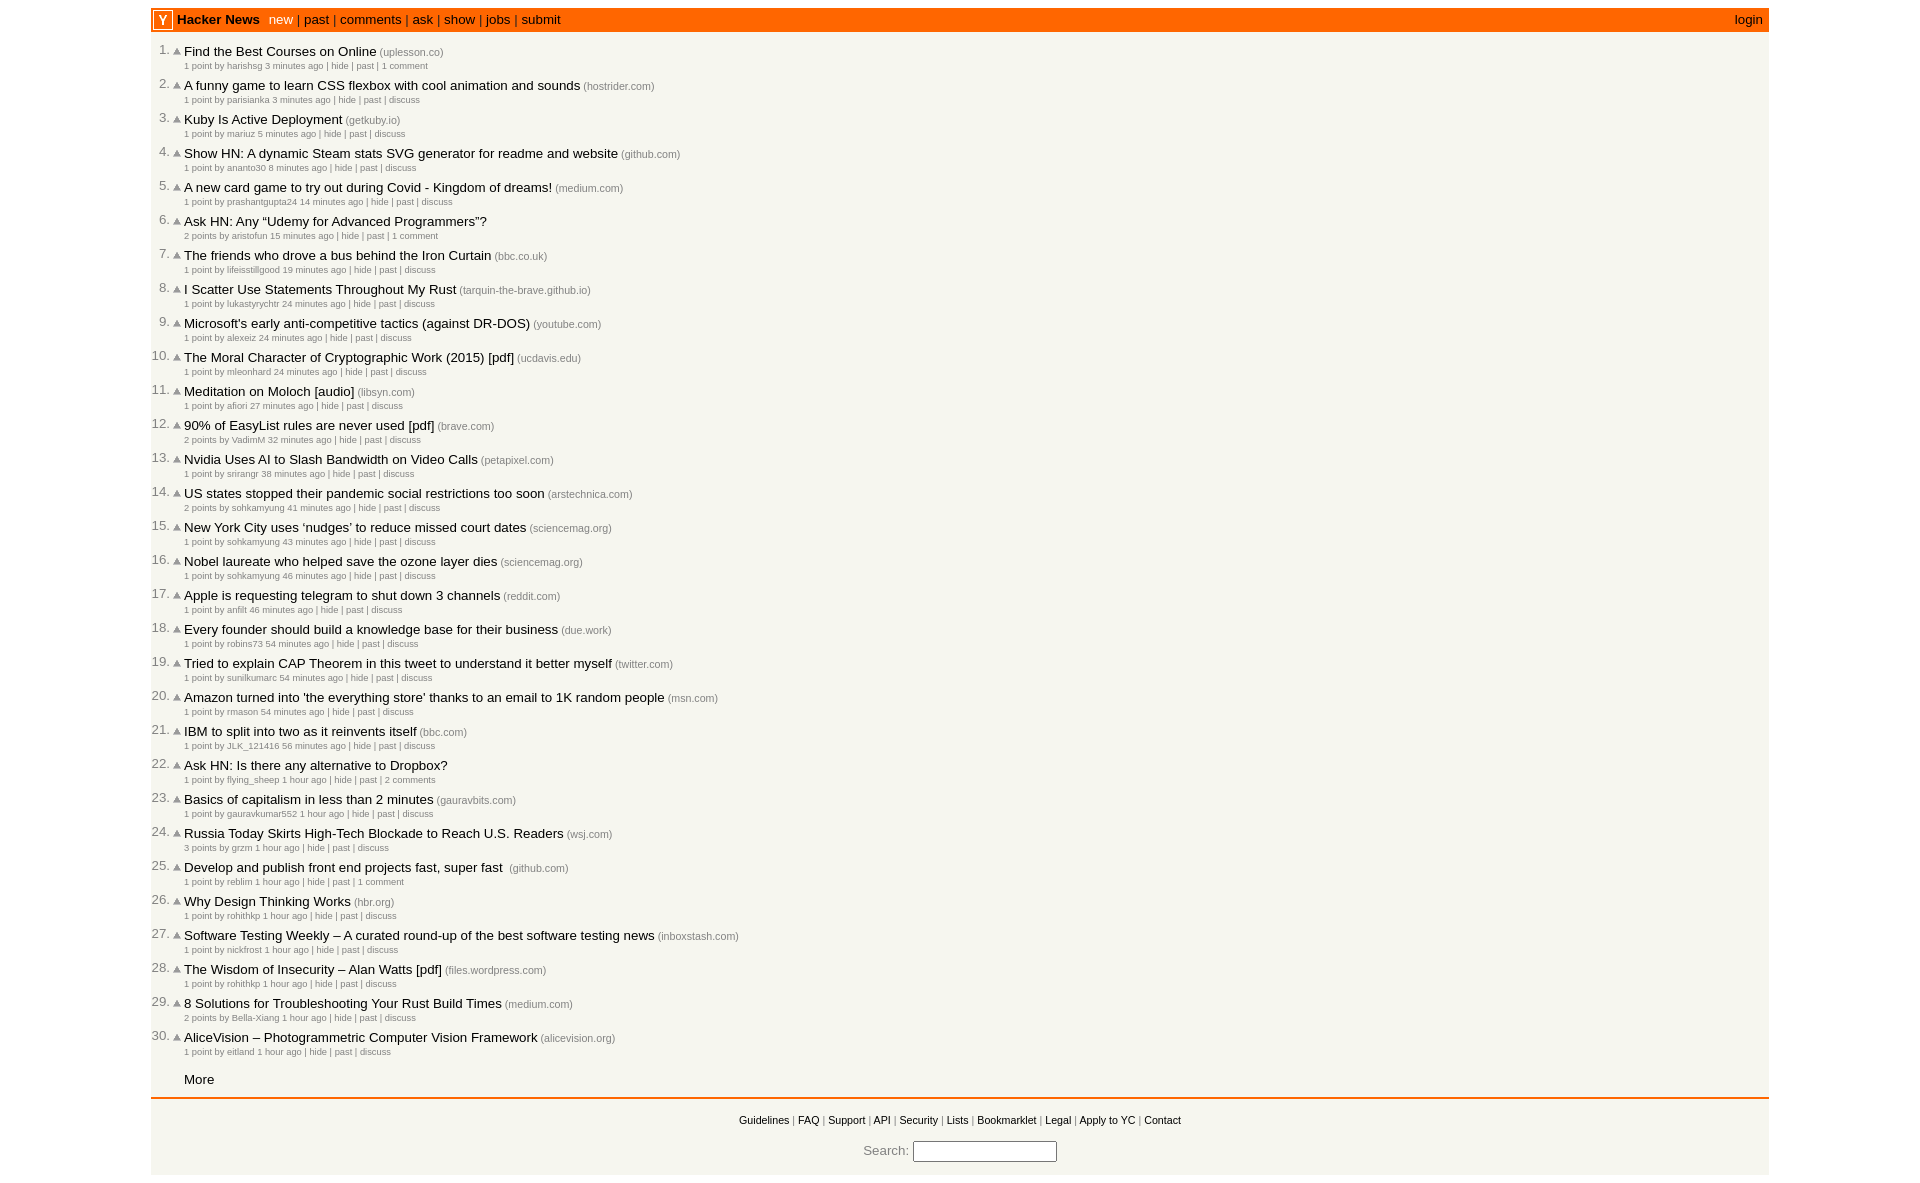 Y Hacker News new | past | comments | ask | show | jobs | submit login
1. Find the Best Courses on Online (uplesson.co)
1 point by harishsg 3 minutes ago | hide | past | 1 comment
2. A funny game to learn CSS flexbox with cool animation and sounds (hostrider.com)
1 point by parisianka 3 minutes ago | hide | past | discuss
3. Kuby Is Active Deployment (getkuby.io)
1 point by mariuz 5 minutes ago | hide | past | discuss
4. Show HN: A dynamic Steam stats SVG generator for readme and website (github.com)
1 point by ananto30 8 minutes ago | hide | past | discuss
5. A new card game to try out during Covid - Kingdom of dreams! (medium.com)
1 point by prashantgupta24 14 minutes ago | hide | past | discuss
6. Ask HN: Any “Udemy for Advanced Programmers”?
2 points by aristofun 15 minutes ago | hide | past | 1 comment
7. The friends who drove a bus behind the Iron Curtain (bbc.co.uk)
1 point by lifeisstillgood 19 minutes ago | hide | past | discuss
8. I Scatter Use Statements Throughout My Rust (tarquin-the-brave.github.io)
1 point by lukastyrychtr 24 minutes ago | hide | past | discuss
9. Microsoft's early anti-competitive tactics (against DR-DOS) (youtube.com)
1 point by alexeiz 24 minutes ago | hide | past | discuss
10. The Moral Character of Cryptographic Work (2015) [pdf] (ucdavis.edu)
1 point by mleonhard 24 minutes ago | hide | past | discuss
11. Meditation on Moloch [audio] (libsyn.com)
1 point by afiori 27 minutes ago | hide | past | discuss
12. 90% of EasyList rules are never used [pdf] (brave.com)
2 points by VadimM 32 minutes ago | hide | past | discuss
13. Nvidia Uses AI to Slash Bandwidth on Video Calls (petapixel.com)
1 point by srirangr 38 minutes ago | hide | past | discuss
14. US states stopped their pandemic social restrictions too soon (arstechnica.com)
2 points by sohkamyung 41 minutes ago | hide | past | discuss
15. New York City uses ‘nudges’ to reduce missed court dates (sciencemag.org)
1 point by sohkamyung 43 minutes ago | hide | past | discuss
16. Nobel laureate who helped save the ozone layer dies (sciencemag.org)
1 point by sohkamyung 46 minutes ago | hide | past | discuss
17. Apple is requesting telegram to shut down 3 channels (reddit.com)
1 point by anfilt 46 minutes ago | hide | past | discuss
18. Every founder should build a knowledge base for their business (due.work)
1 point by robins73 54 minutes ago | hide | past | discuss
19. Tried to explain CAP Theorem in this tweet to understand it better myself (twitter.com)
1 point by sunilkumarc 54 minutes ago | hide | past | discuss
20. Amazon turned into 'the everything store' thanks to an email to 1K random people (msn.com)
1 point by rmason 54 minutes ago | hide | past | discuss
21. IBM to split into two as it reinvents itself (bbc.com)
1 point by JLK_121416 56 minutes ago | hide | past | discuss
22. Ask HN: Is there any alternative to Dropbox?
1 point by flying_sheep 1 hour ago | hide | past | 2 comments
23. Basics of capitalism in less than 2 minutes (gauravbits.com)
1 point by gauravkumar552 1 hour ago | hide | past | discuss
24. Russia Today Skirts High-Tech Blockade to Reach U.S. Readers (wsj.com)
3 points by grzm 1 hour ago | hide | past | discuss
25. Develop and publish front end projects fast, super fast (github.com)
1 point by reblim 1 hour ago | hide | past | 1 comment
26. Why Design Thinking Works (hbr.org)
1 point by rohithkp 1 hour ago | hide | past | discuss
27. Software Testing Weekly – A curated round-up of the best software testing news (inboxstash.com)
1 point by nickfrost 1 hour ago | hide | past | discuss
28. The Wisdom of Insecurity – Alan Watts [pdf] (files.wordpress.com)
1 point by rohithkp 1 hour ago | hide | past | discuss
29. 8 Solutions for Troubleshooting Your Rust Build Times (medium.com)
2 points by Bella-Xiang 1 hour ago | hide | past | discuss
30. AliceVision – Photogrammetric Computer Vision Framework (alicevision.org)
1 point by eitland 1 hour ago | hide | past | discuss
More
Guidelines | FAQ | Support | API | Security | Lists | Bookmarklet | Legal | Apply to YC | Contact
Search: